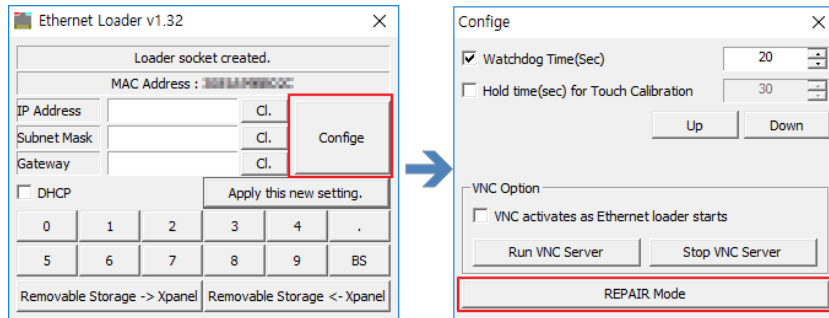 Ethernet Loader v1.32
Loader socket created.
MAC Address :
IP Address Cl.
Subnet Mask Cl.
Gateway Cl.
Confige
DHCP Apply this new setting.
0 1 2 3 4 .
5 6 7 8 9 BS
Removable Storage -> Xpanel Removable Storage <- Xpanel
Confige
Watchdog Time(Sec) 20
Hold time(sec) for Touch Calibration 30
Up Down
VNC Option
VNC activates as Ethernet loader starts
Run VNC Server Stop VNC Server
REPAIR Mode